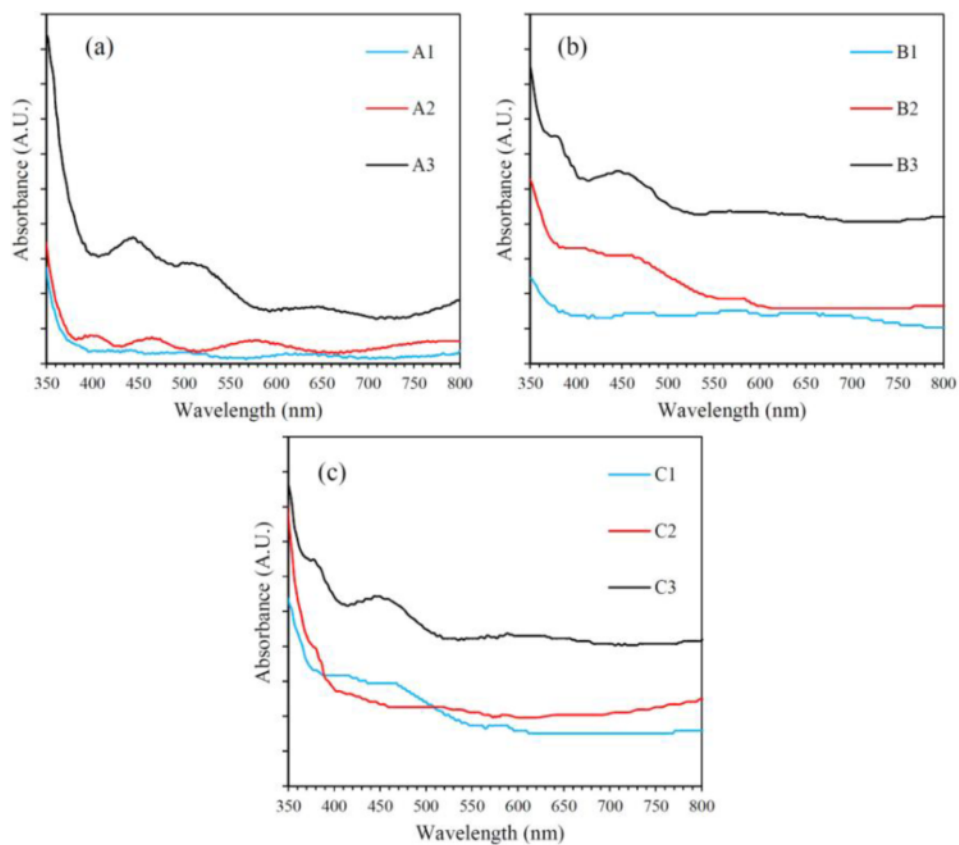 (a)
A1
A2
A3
Absorbance (A.U.)
350 400 450 500 550 600 650 700 750 800
Wavelength (nm)
(b)
B1
B2
B3
Absorbance (A.U.)
350 400 450 500 550 600 650 700 750 800
Wavelength (nm)
(c)
C1
C2
C3
Absorbance (A.U.)
350 400 450 500 550 600 650 700 750 800
Wavelength (nm)